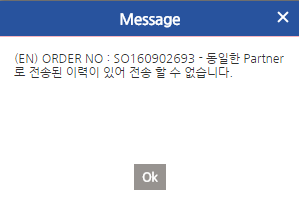 Message
(EN) ORDER NO : SO160902693 - 동일한 Partner
로 전송된 이력이 있어 전송 할 수 없습니다.
Ok